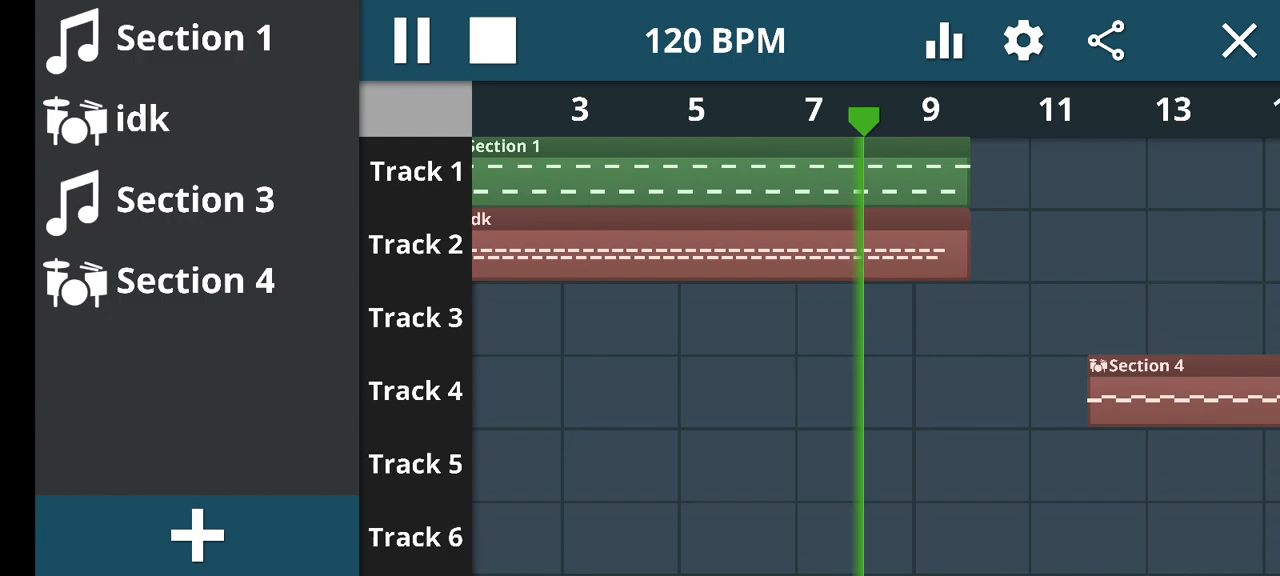 Section 1
idk
Section 3
Section 4
120 BPM
3 5 7 9 11 13
Track 1
Section 1
Track 2
dk
Track 3
Track 4
Section 4
Track 5
Track 6